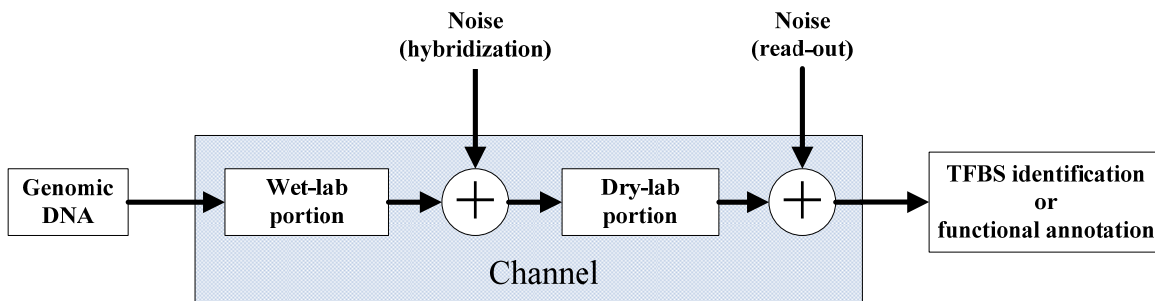 Noise
(hybridization)
Noise
(read-out)
Genomic
DNA
Wet-lab
portion
+
Dry-lab
portion
+
TFBS identification
or
functional annotation
Channel